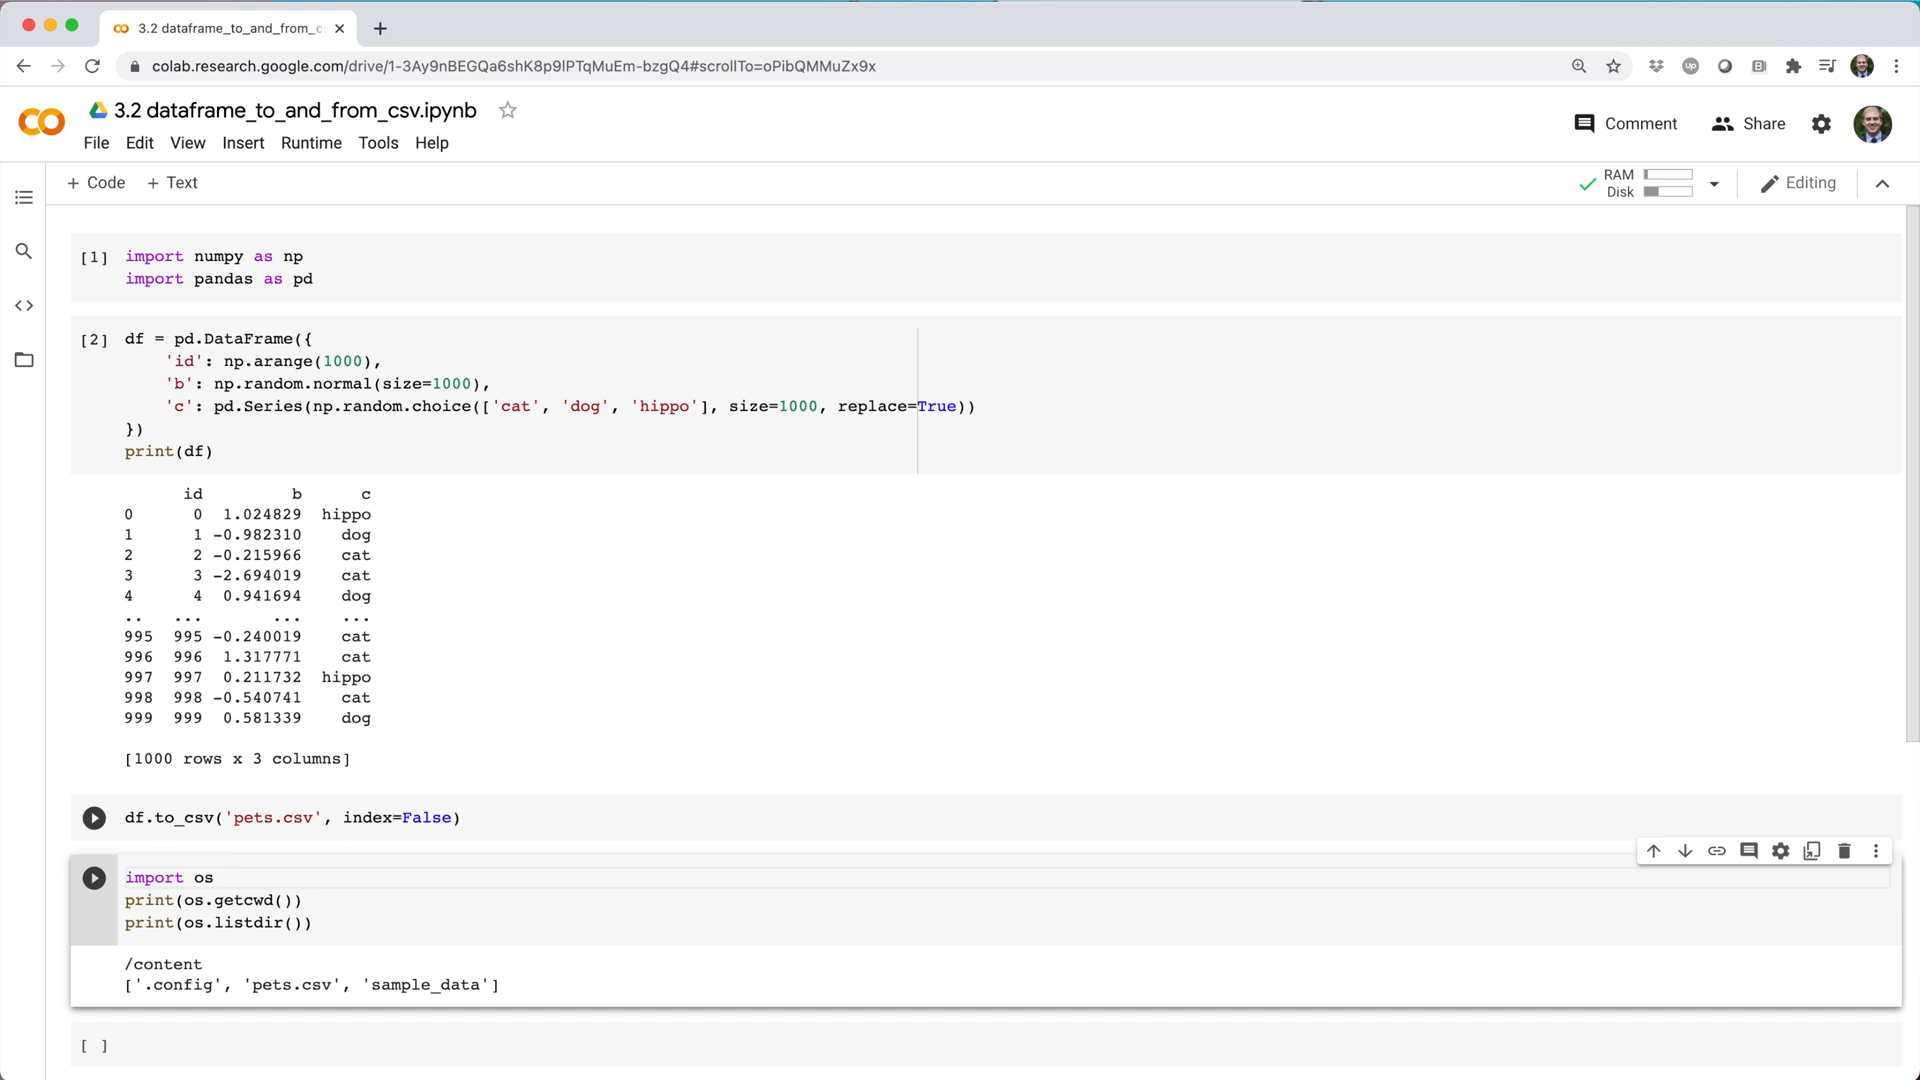 3.2 dataframe_to_and_from_c
colab.research.google.com/drive/1-3Ay9nBEGQa6shK8p9lPTqMuEm-bzgQ4#scrollTo=oPibQMMuZx9x
3.2 dataframe_to_and_from_csv.ipynb
File Edit View Insert Runtime Tools Help
Comment
Share
+ Code + Text
RAM
Disk
Editing
[1] import numpy as np
import pandas as pd
[2] df = pd.DataFrame({
'id': np.arange(1000),
'b': np.random.normal(size=1000),
'c': pd.Series(np.random.choice(['cat', 'dog', 'hippo'], size=1000, replace=True))
})
print(df)
id b c
0 0 1.024829 hippo
1 1 -0.982310 dog
2 2 -0.215966 cat
3 3 -2.694019 cat
4 4 0.941694 dog
.. ... ... ...
995 995 -0.240019 cat
996 996 1.317771 cat
997 997 0.211732 hippo
998 998 -0.540741 cat
999 999 0.581339 dog
[1000 rows x 3 columns]
df.to_csv('pets.csv', index=False)
import os
print(os.getcwd())
print(os.listdir())
/content
['.config', 'pets.csv', 'sample_data']
[ ]